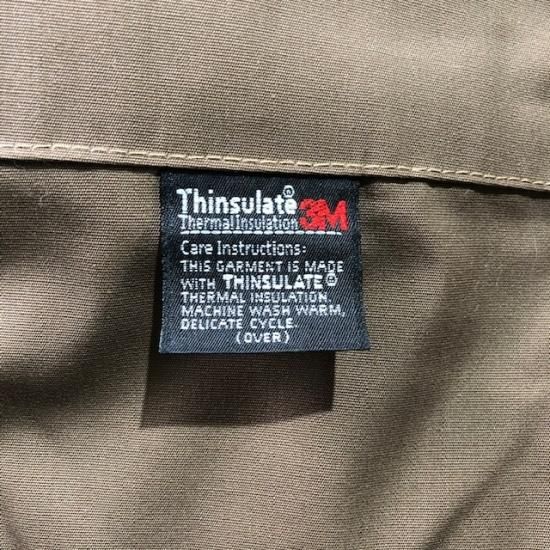 Thinsulate® 3M
Thermal Insulation
Care Instructions:
THIS GARMENT IS MADE
WITH THINSULATE®
THERMAL INSULATION.
MACHINE WASH WARM,
DELICATE CYCLE.
(OVER)